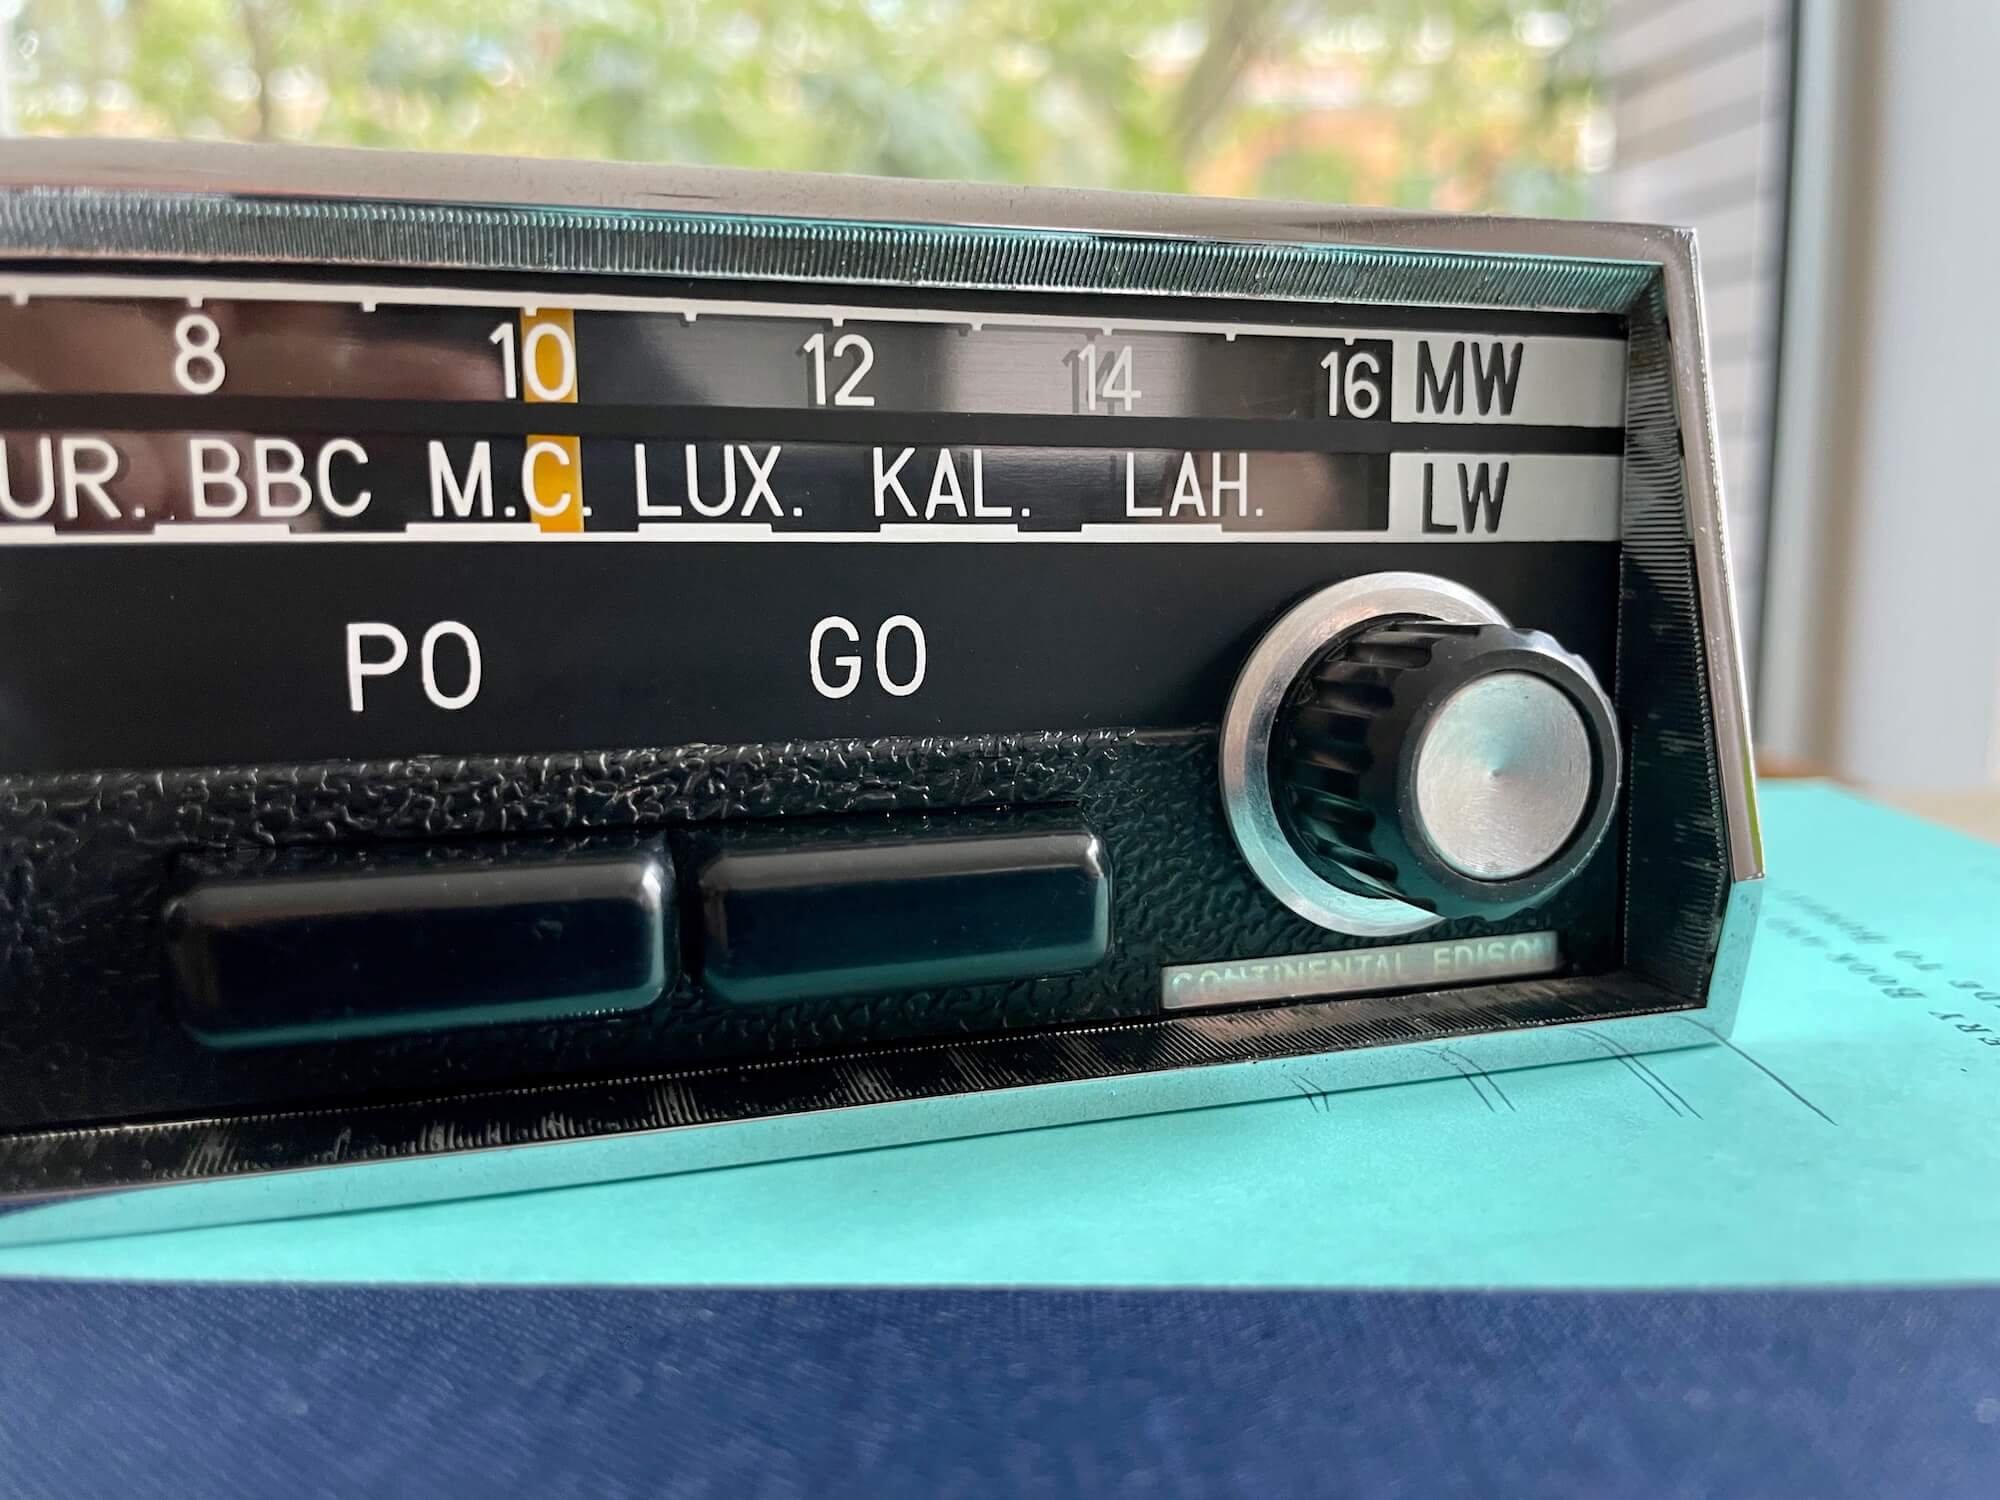 8 10 12 14 16 MW
UR. BBC M.C. LUX. KAL. LAH. LW
PO GO
CONTINENTAL EDISON